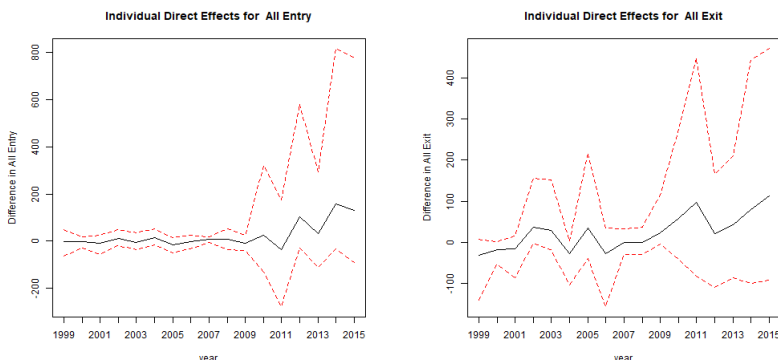 Individual Direct Effects for All Entry
Difference in All Entry
800
600
400
200
0
-200
1999 2001 2003 2005 2007 2009 2011 2013 2015
year
Individual Direct Effects for All Exit
Difference in All Exit
400
300
200
100
0
-100
1999 2001 2003 2005 2007 2009 2011 2013 2015
year